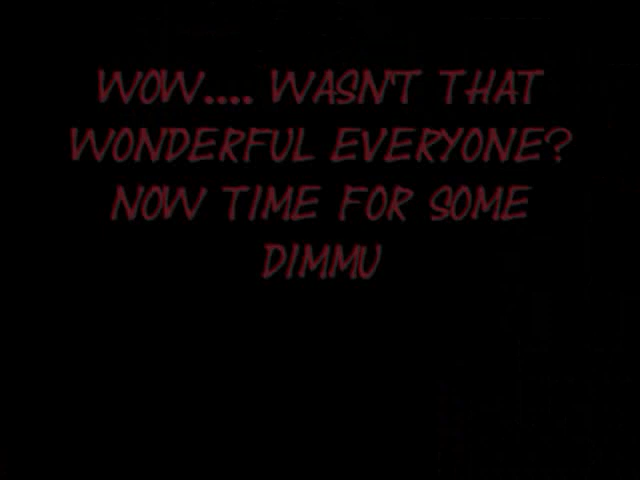 WOW.... WASN'T THAT
WONDERFUL EVERYONE?
NOW TIME FOR SOME
DIMMU